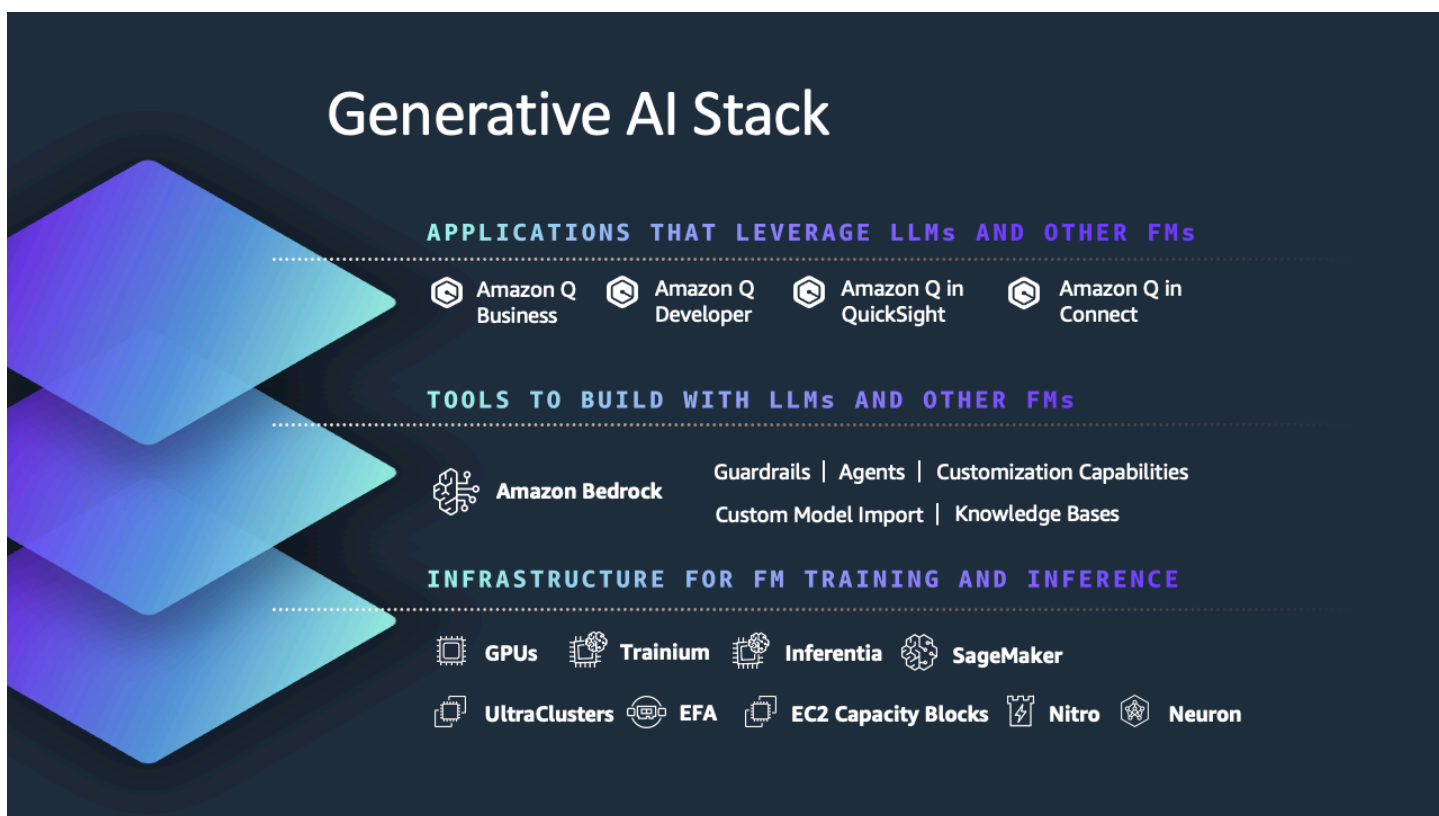 Generative AI Stack
APPLICATIONS THAT LEVERAGE LLMs AND OTHER FMs
Amazon Q Business
Amazon Q Developer
Amazon Q in QuickSight
Amazon Q in Connect
TOOLS TO BUILD WITH LLMs AND OTHER FMs
Amazon Bedrock
Guardrails | Agents | Customization Capabilities
Custom Model Import | Knowledge Bases
INFRASTRUCTURE FOR FM TRAINING AND INFERENCE
GPUs Trainium Inferentia SageMaker
UltraClusters EFA EC2 Capacity Blocks Nitro Neuron